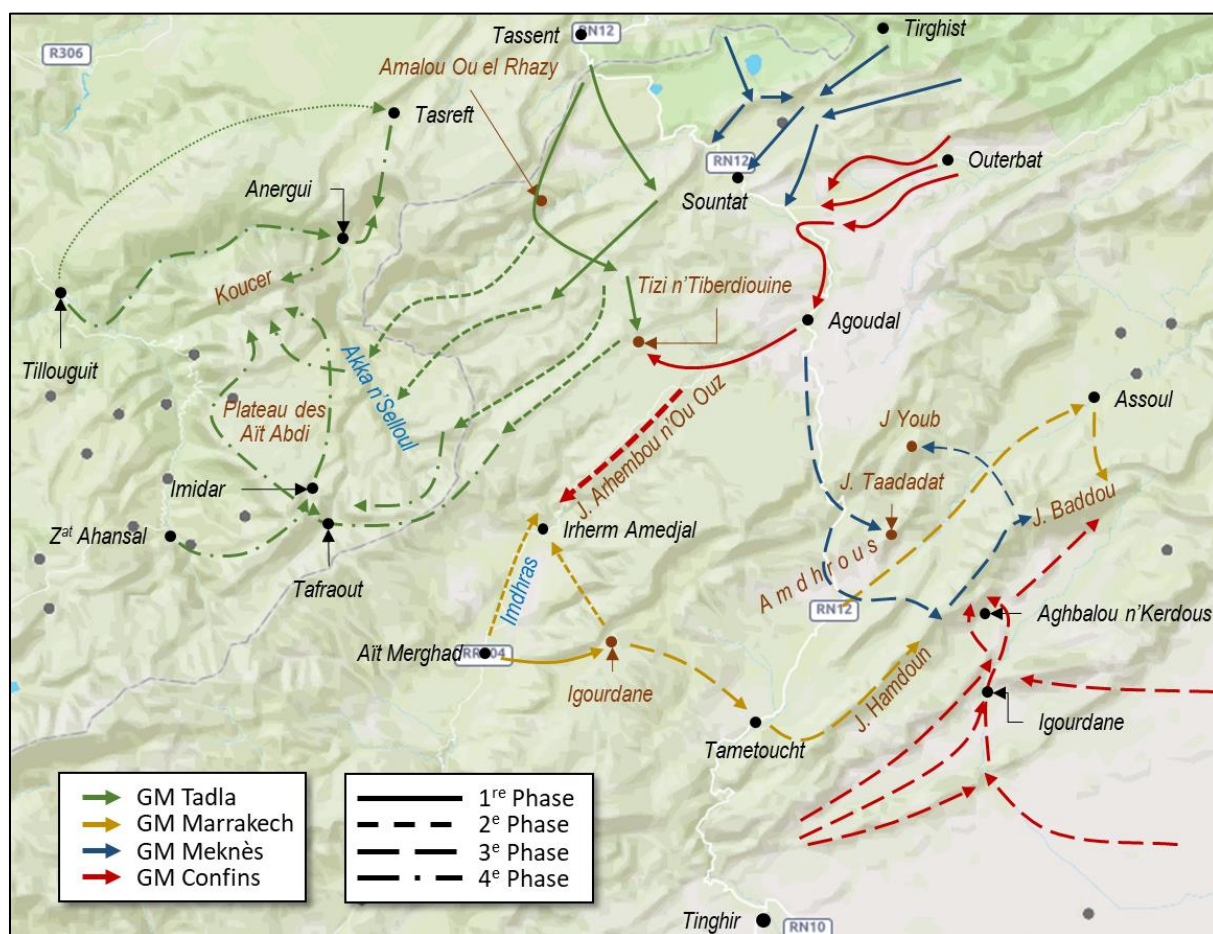 R306
Tassent
RN12
Tirghist
Amalou Ou el Rhazy
Tasreft
Anergui
RN12
Outerbat
Sountat
Koucer
Tizi n'Tiberdiouine
Tillouguit
Akka n'Selloul
Agoudal
Plateau des
Aït Abdi
J Youb
Assoul
Imidar
J. Arhembou n'Ou Ouz
J. Taadadat
J. Baddou
Zat Ahansal
Irherm Amedjal
Tafraout
Imdhras
Amdhrous
RN12
Aghbalou n'Kerdous
Aït Merghad
Igourdane
J. Hamdoun
Igourdane
Tametoucht
GM Tadla
GM Marrakech
GM Meknès
GM Confins
1re Phase
2e Phase
3e Phase
4e Phase
Tinghir
RN10